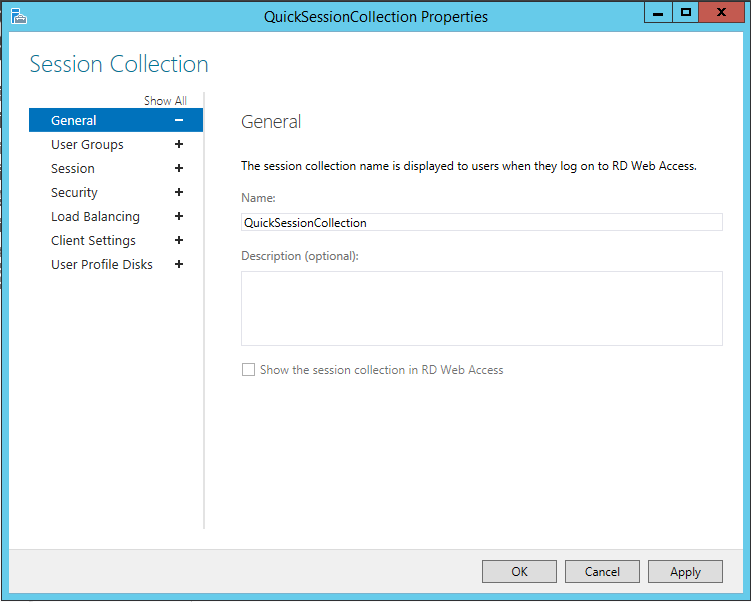 QuickSessionCollection Properties
Session Collection
Show All
General
User Groups
Session
Security
Load Balancing
Client Settings
User Profile Disks
General
The session collection name is displayed to users when they log on to RD Web Access.
Name:
QuickSessionCollection
Description (optional):
Show the session collection in RD Web Access
OK Cancel Apply